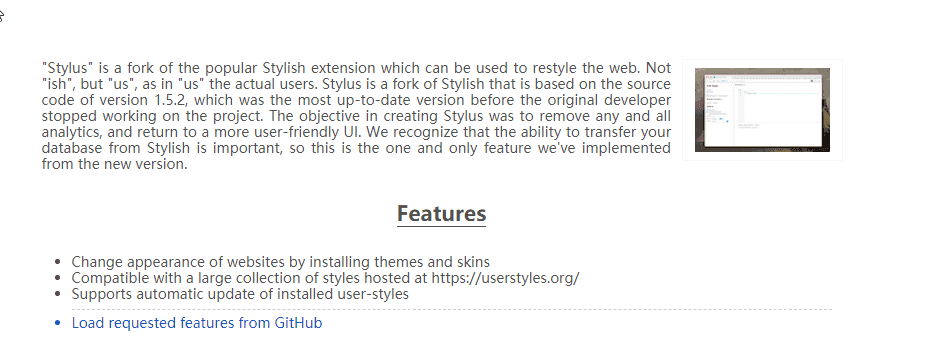 "Stylus" is a fork of the popular Stylish extension which can be used to restyle the web. Not
"ish", but "us", as in "us" the actual users. Stylus is a fork of Stylish that is based on the source
code of version 1.5.2, which was the most up-to-date version before the original developer
stopped working on the project. The objective in creating Stylus was to remove any and all
analytics, and return to a more user-friendly UI. We recognize that the ability to transfer your
database from Stylish is important, so this is the one and only feature we've implemented
from the new version.
Features
• Change appearance of websites by installing themes and skins
• Compatible with a large collection of styles hosted at https://userstyles.org/
• Supports automatic update of installed user-styles
• Load requested features from GitHub